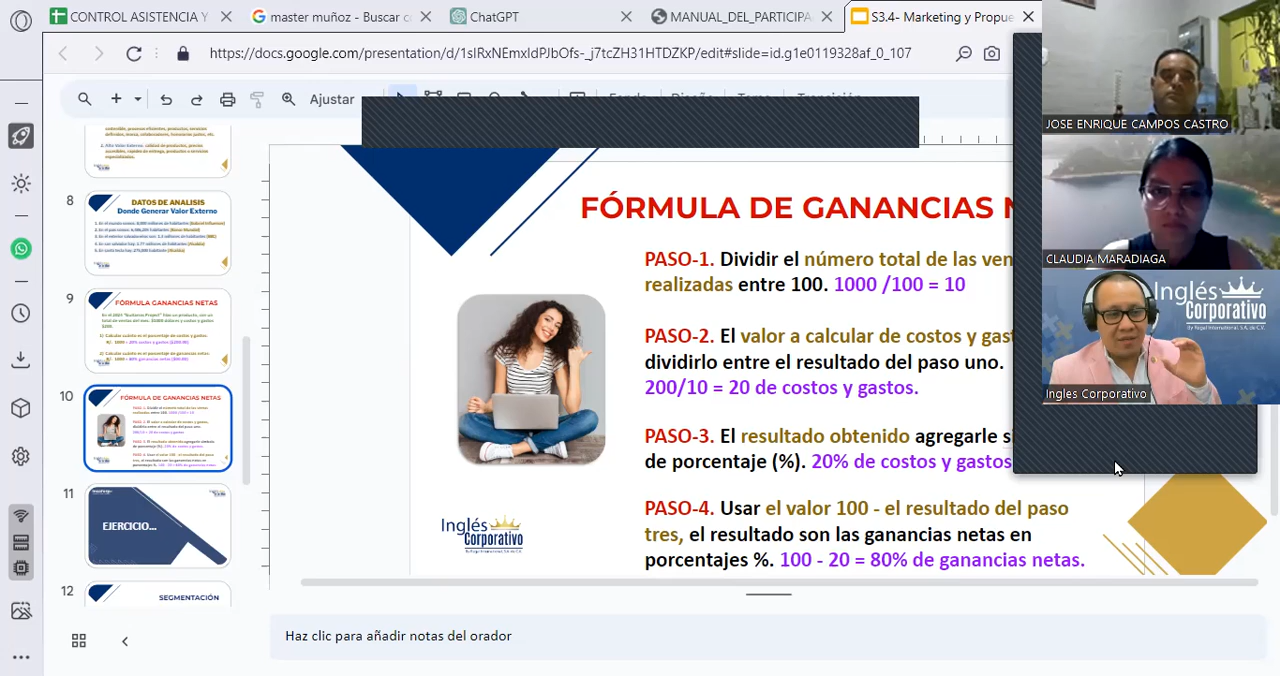 CONTROL ASISTENCIA Y
master muñoz - Buscar c
ChatGPT
MANUAL_DEL_PARTICIPA
S3.4- Marketing y Propue
https://docs.google.com/presentation/d/1slRxNEmxldPJbOfs-_j7tcZH31HTDZKP/edit#slide=id.g1e0119328af_0_107
Ajustar
8
DATOS DE ANALISIS
Donde Generar Valor Externo
9
FÓRMULA GANANCIAS NETAS
10
FÓRMULA DE GANANCIAS NETAS
11
EJERCICIO...
12
SEGMENTACIÓN
FÓRMULA DE GANANCIAS N
PASO-1. Dividir el número total de las ven
realizadas entre 100. 1000 /100 = 10
PASO-2. El valor a calcular de costos y gast
dividirlo entre el resultado del paso uno.
200/10 = 20 de costos y gastos.
PASO-3. El resultado obtenido agregarle s
de porcentaje (%). 20% de costos y gastos
PASO-4. Usar el valor 100 - el resultado del paso
tres, el resultado son las ganancias netas en
porcentajes %. 100 - 20 = 80% de ganancias netas.
Inglés
Corporativo
Haz clic para añadir notas del orador
JOSE ENRIQUE CAMPOS CASTRO
CLAUDIA MARADIAGA
Inglés
Corporativo
By Regal International, S.A. de C.V.
Ingles Corporativo